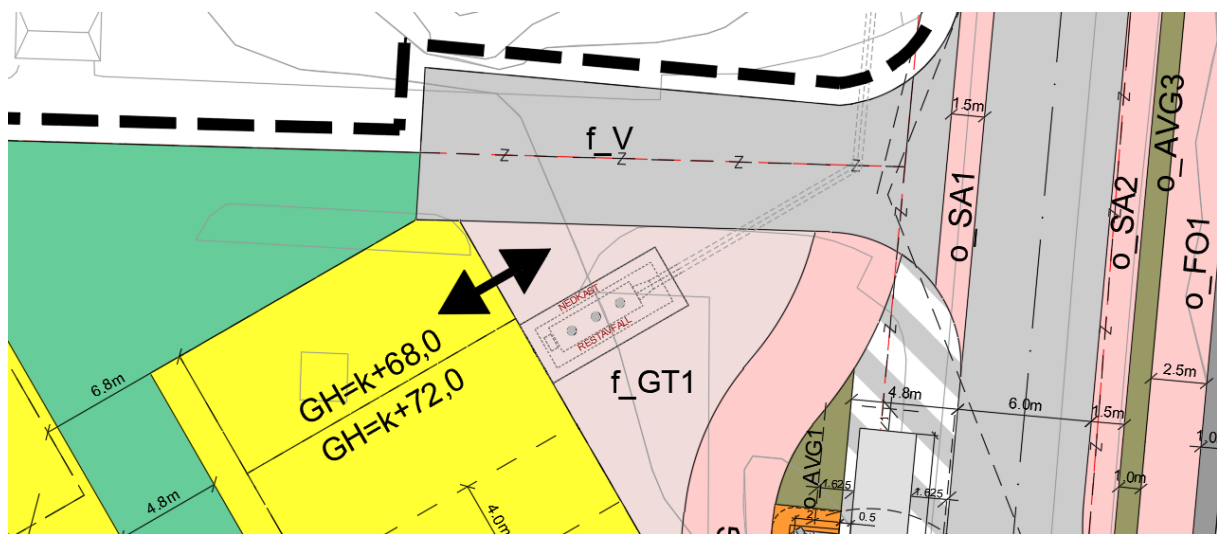 f_V
1.5m
o_SA1
o_SA2
o_AVG3
o_FO1
NEDKAST
RESTAVFALL
GH=k+68,0
GH=k+72,0
f_GT1
6.8m
4.8m
4.0m
4.8m
6.0m
1.5m
2.5m
1.0m
o_AVG1
1.625
1.625
0.5
2
Z
Z
Z
Z
Z
Z
Z
Z
Z
Z